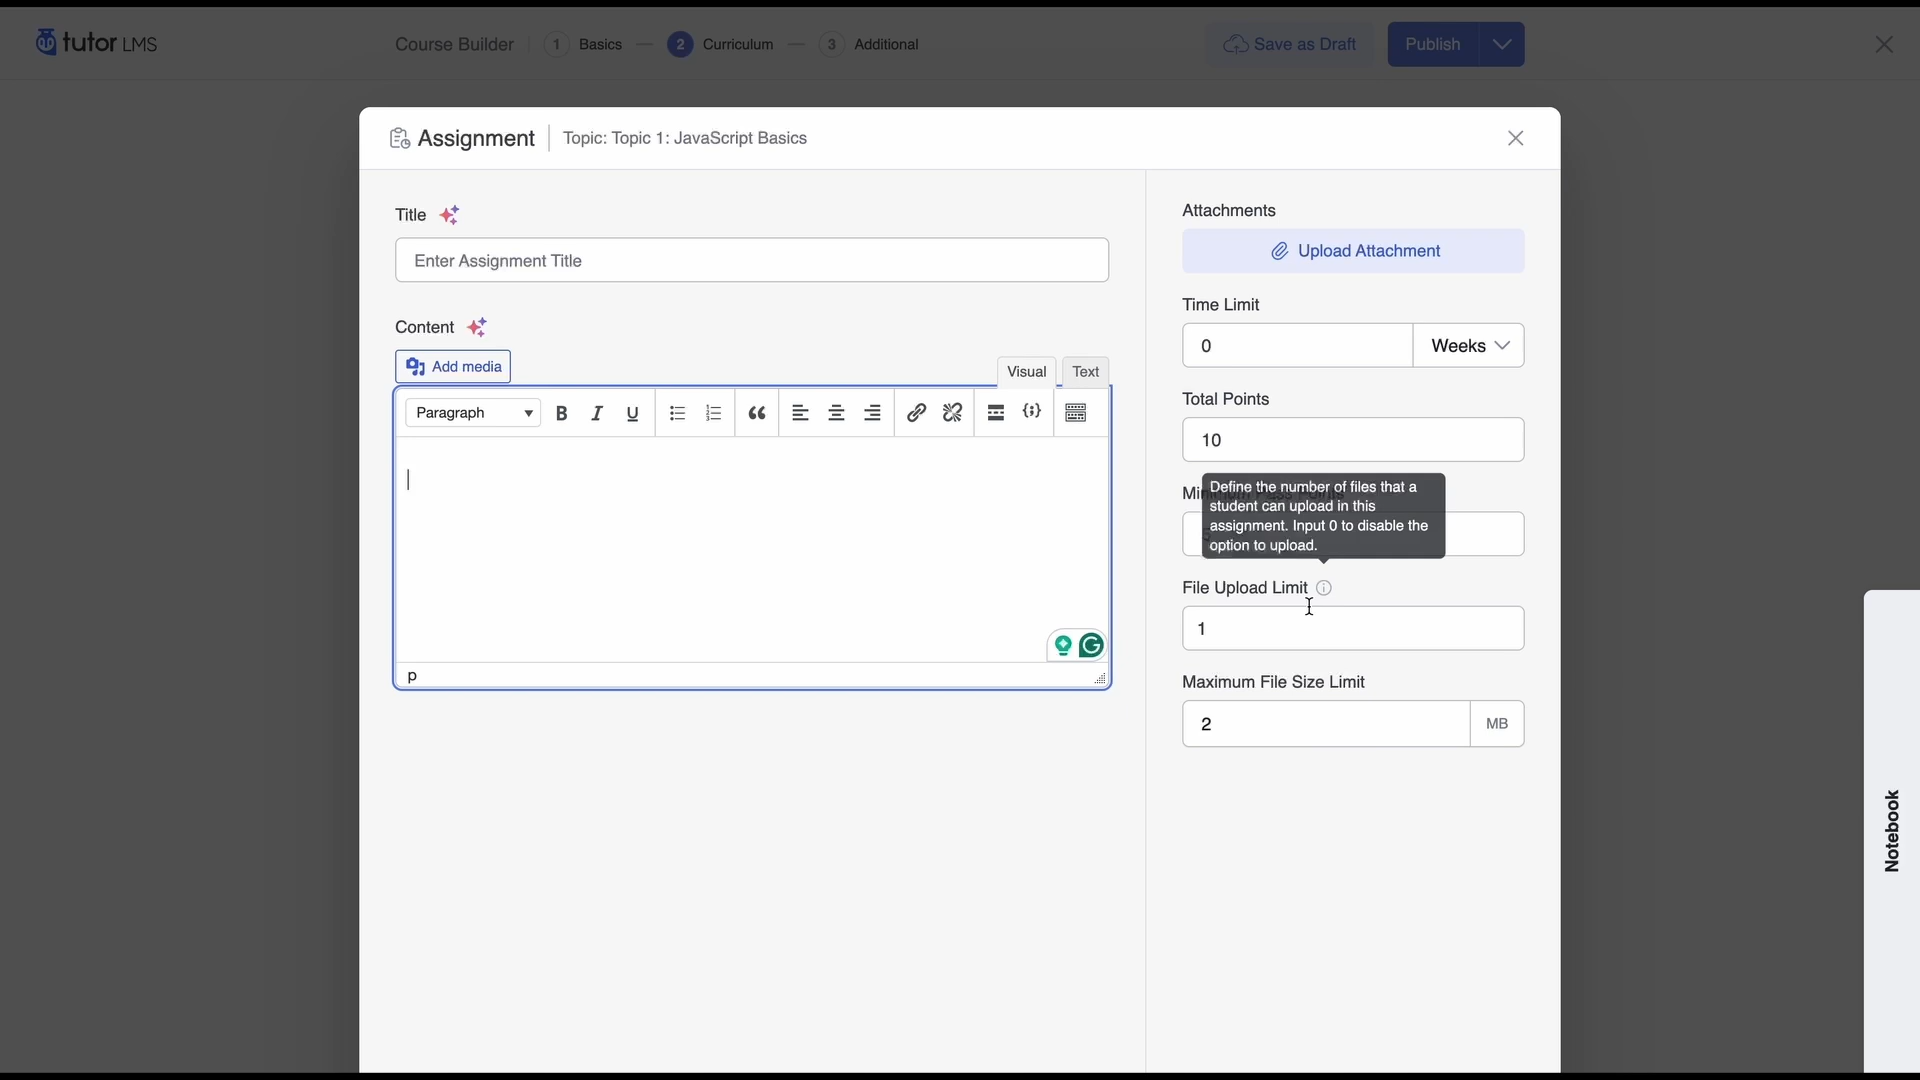 tutor LMS
Course Builder 1 Basics 2 Curriculum 3 Additional
Save as Draft Publish
Assignment Topic: Topic 1: JavaScript Basics
Title
Enter Assignment Title
Content
Add media
Visual Text
Paragraph B I U
p
Attachments
Upload Attachment
Time Limit
0 Weeks
Total Points
10
Define the number of files that a
student can upload in this
assignment. Input 0 to disable the
option to upload.
File Upload Limit
1
Maximum File Size Limit
2 MB
Notebook